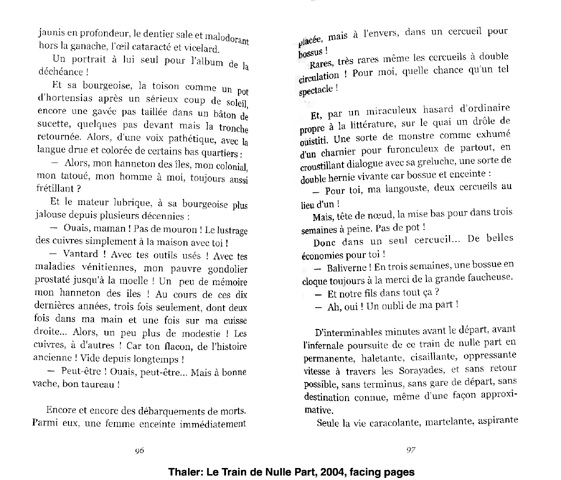 jaunis en profondeur, le dentier sale et malodorant
hors la ganache, l'œil cataracté et vicelard.
Un portrait à lui seul pour l'album de la
déchéance !
Et sa bourgeoise, la toison comme un pot
d'hortensias après un sérieux coup de soleil,
encore une gavée pas taillée dans un bâton de
sucette, quelques pas devant mais la tronche
retournée. Alors, d'une voix pathétique, avec la
langue drue et colorée de certains bas quartiers :
— Alors, mon hanneton des îles, mon colonial,
mon tatoué, mon homme à moi, toujours aussi
frétillant ?
Et le mateur lubrique, à sa bourgeoise plus
jalouse depuis plusieurs décennies :
— Ouais, maman ! Pas de mouron ! Le lustrage
des cuivres simplement à la maison avec toi !
— Vantard ! Avec tes outils usés ! Avec tes
maladies vénitiennes, mon pauvre gondolier
prostaté jusqu'à la moelle ! Un peu de mémoire
mon hanneton des iles ! Au cours de ces dix
dernières années, trois fois seulement, dont deux
fois dans ma main et une fois sur ma cuisse
droite... Alors, un peu plus de modestie ! Les
cuivres, à d'autres ! Car ton flacon, de l'histoire
ancienne ! Vide depuis longtemps !
— Peut-être ! Ouais, peut-être... Mais à bonne
vache, bon taureau !
Encore et encore des débarquements de morts.
Parmi eux, une femme enceinte immédiatement
96
placée, mais à l'envers, dans un cercueil pour
bossus !
Rares, très rares même les cercueils à double
circulation ! Pour moi, quelle chance qu'un tel
spectacle !
Et, par un miraculeux hasard d'ordinaire
propre à la littérature, sur le quai un drôle de
ouistiti. Une sorte de monstre comme exhumé
d'un charnier pour furonculeux de partout, en
croustillant dialogue avec sa greluche, une sorte de
double hernie vivante car bossue et enceinte :
— Pour toi, ma langouste, deux cercueils au
lieu d'un !
Mais, tête de nœud, la mise bas pour dans trois
semaines à peine. Pas de pot !
Donc dans un seul cercueil... De belles
économies pour toi !
— Baliverne ! En trois semaines, une bossue en
cloque toujours à la merci de la grande faucheuse.
— Et notre fils dans tout ça ?
— Ah, oui ! Un oubli de ma part !
D'interminables minutes avant le départ, avant
l'infernale poursuite de ce train de nulle part en
permanente, haletante, cisaillante, oppressante
vitesse à travers les Sorayades, et sans retour
possible, sans terminus, sans gare de départ, sans
destination connue, même d'une façon approxi-
mative.
Seule la vie caracolante, martelante, aspirante
97
Thaler: Le Train de Nulle Part, 2004, facing pages